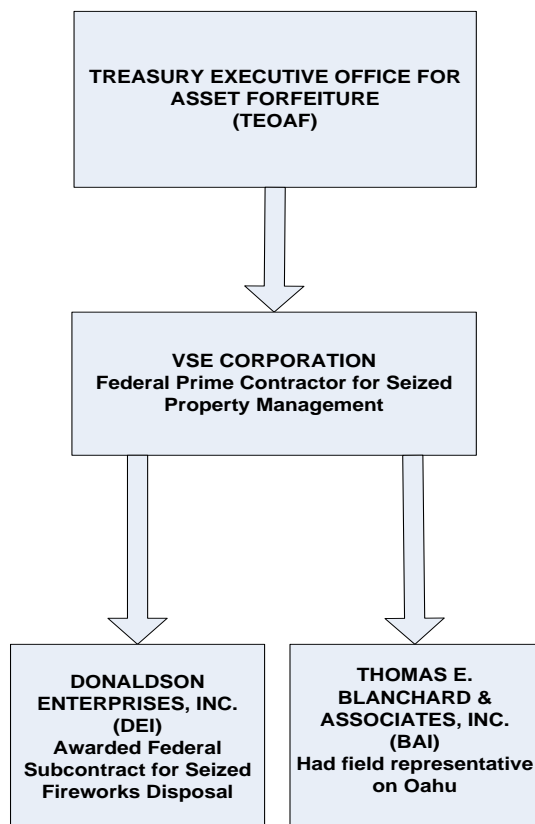 TREASURY EXECUTIVE OFFICE FOR
ASSET FORFEITURE
(TEOAF)
VSE CORPORATION
Federal Prime Contractor for Seized
Property Management
DONALDSON
ENTERPRISES, INC.
(DEI)
Awarded Federal
Subcontract for Seized
Fireworks Disposal
THOMAS E.
BLANCHARD &
ASSOCIATES, INC.
(BAI)
Had field representative
on Oahu